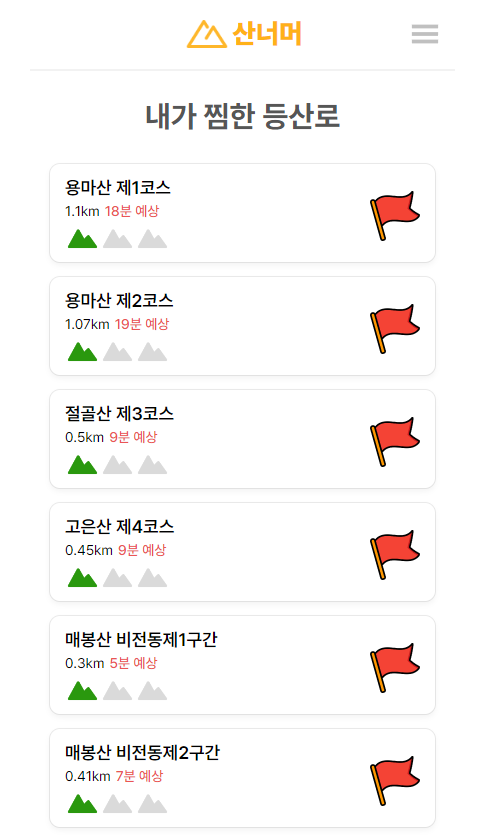 산너머
내가 찜한 등산로
용마산 제1코스
1.1km 18분 예상
용마산 제2코스
1.07km 19분 예상
절골산 제3코스
0.5km 9분 예상
고은산 제4코스
0.45km 9분 예상
매봉산 비전동제1구간
0.3km 5분 예상
매봉산 비전동제2구간
0.41km 7분 예상